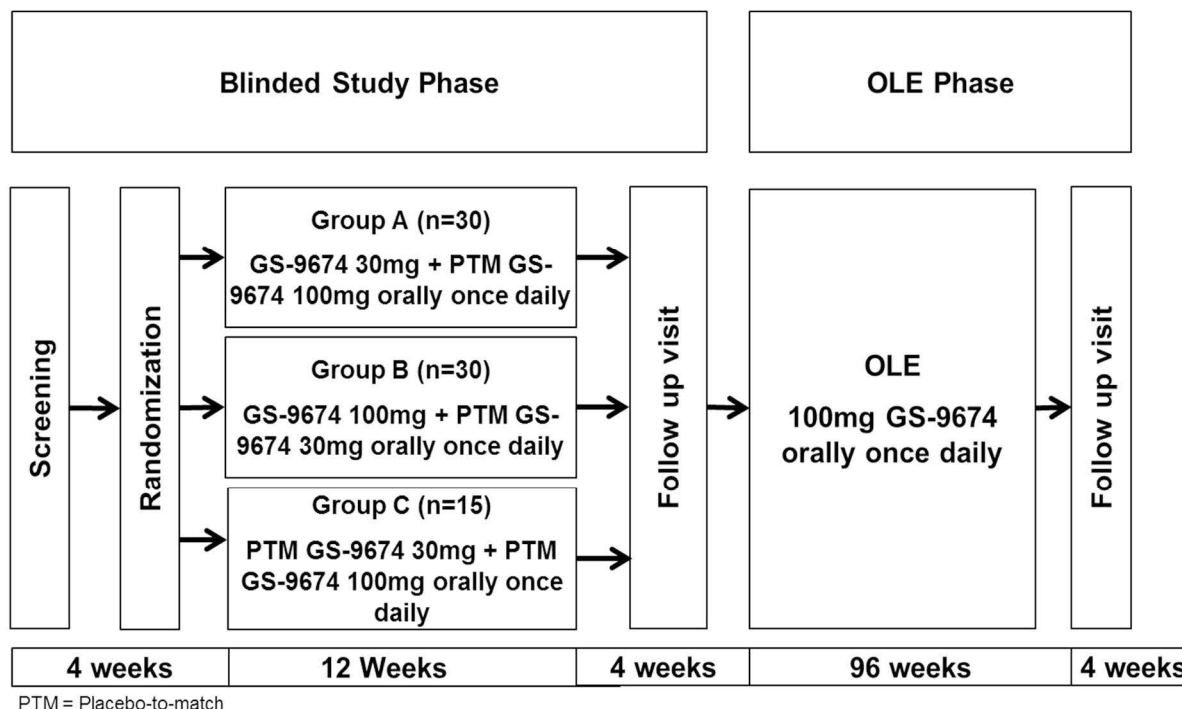 Blinded Study Phase
OLE Phase
Screening
Randomization
Group A (n=30)
GS-9674 30mg + PTM GS-
9674 100mg orally once daily
Group B (n=30)
GS-9674 100mg + PTM GS-
9674 30mg orally once daily
Group C (n=15)
PTM GS-9674 30mg + PTM
GS-9674 100mg orally once
daily
Follow up visit
OLE
100mg GS-9674
orally once daily
Follow up visit
4 weeks
12 Weeks
4 weeks
96 weeks
4 weeks
PTM = Placebo-to-match